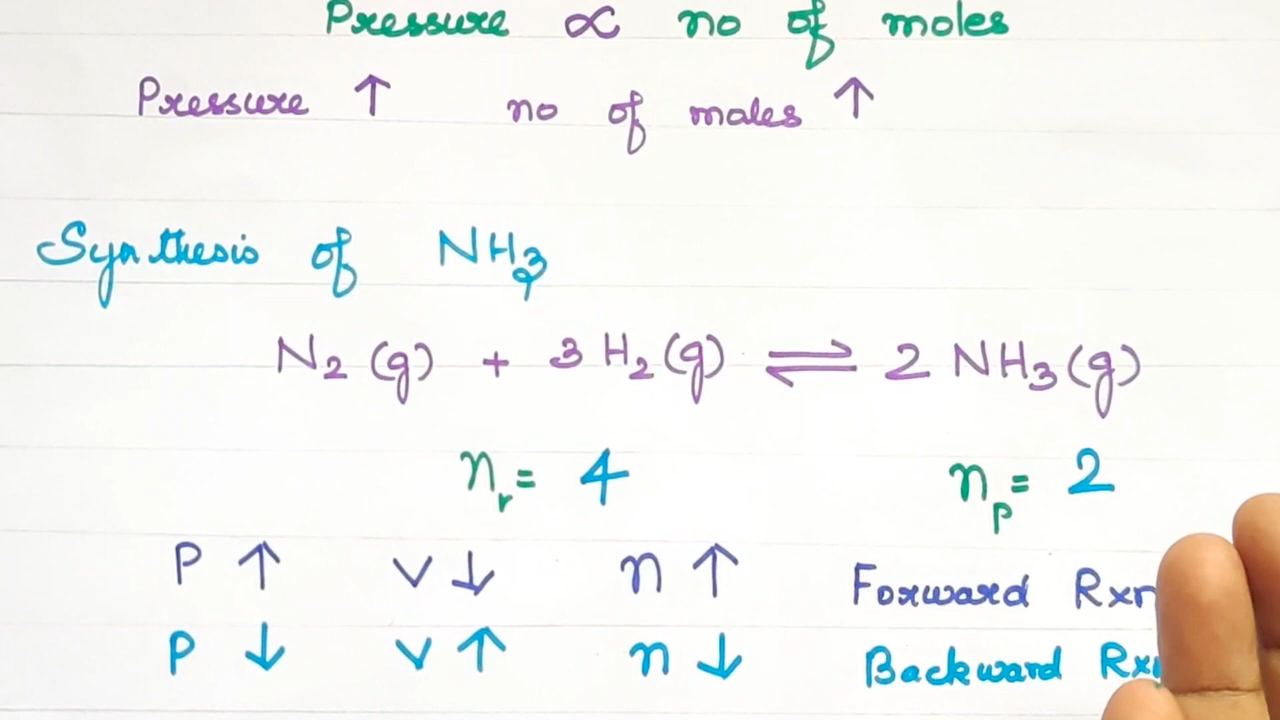 Pressure ∝ no of moles
Pressure ↑ no of males ↑
Synthesis of NH3
N2 (g) + 3 H2 (g) ⇌ 2 NH3 (g)
nr = 4 np = 2
P ↑ V ↓ n ↑ Forward
P ↓ V ↑ n ↓ Backward